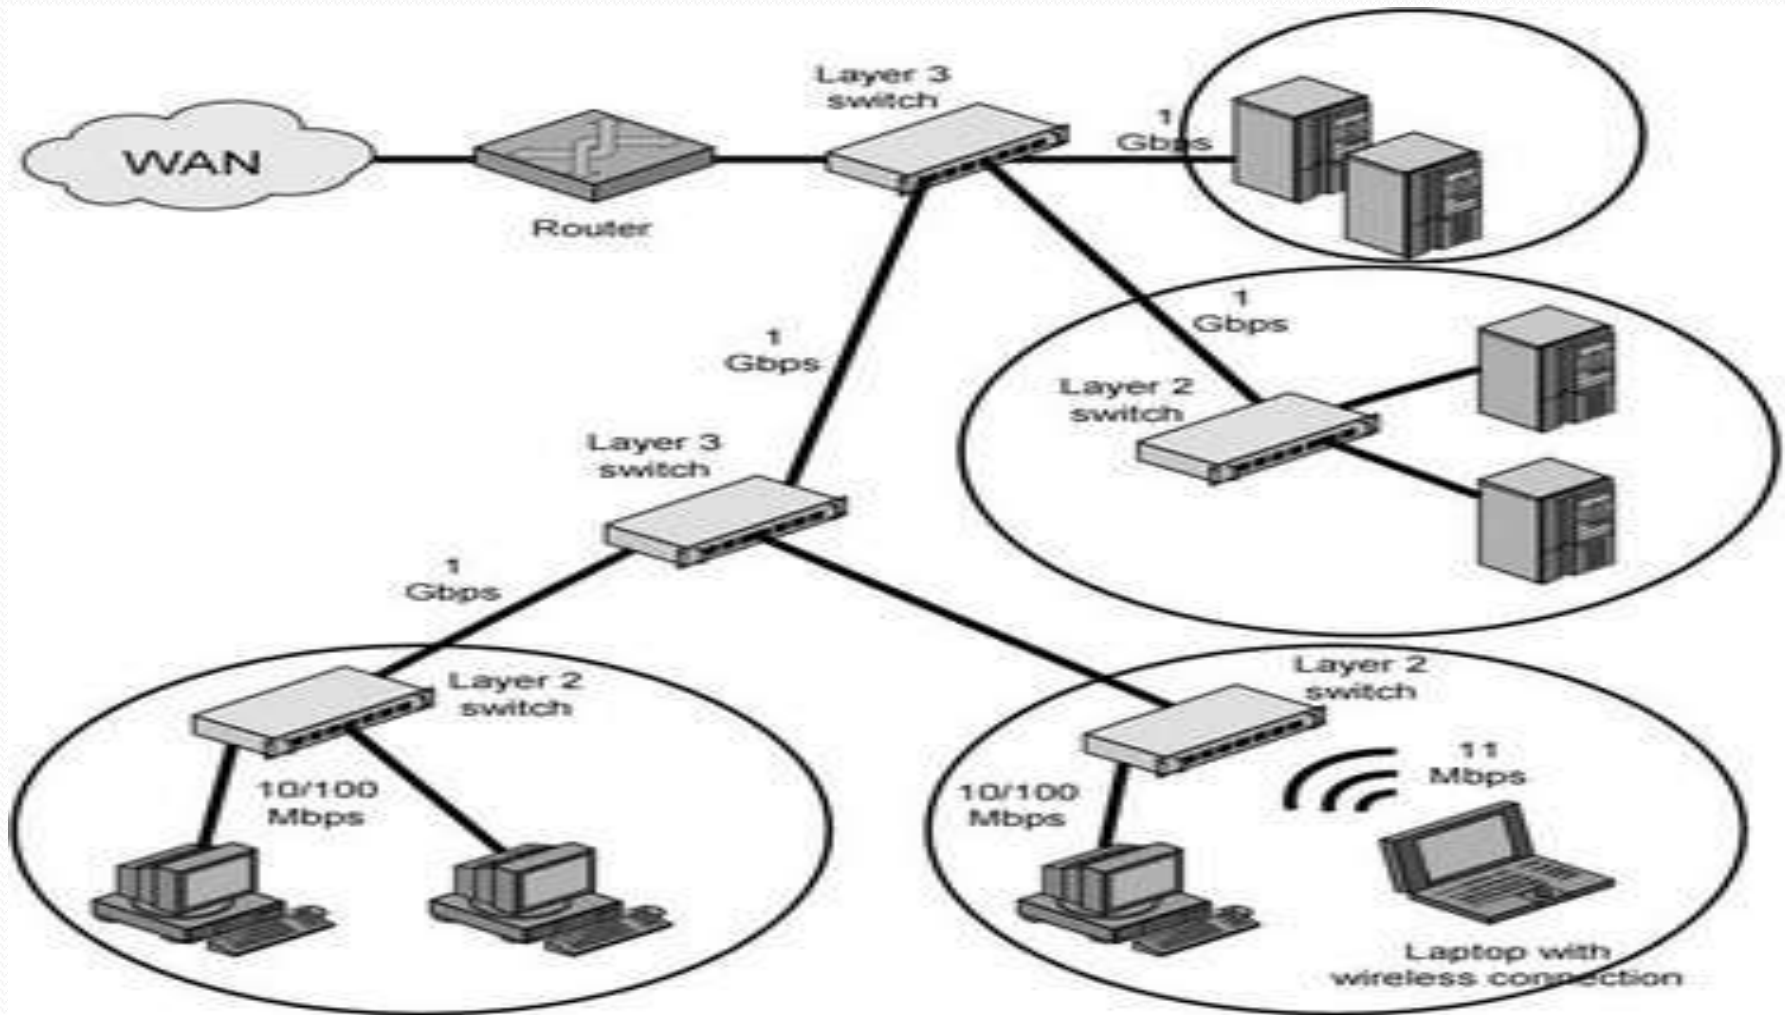 Layer 3
switch
1
Gbps
WAN
Router
1
Gbps
1
Gbps
Layer 2
switch
Layer 3
switch
1
Gbps
Layer 2
switch
10/100
Mbps
Layer 2
switch
11
Mbps
10/100
Mbps
Laptop with
wireless connection